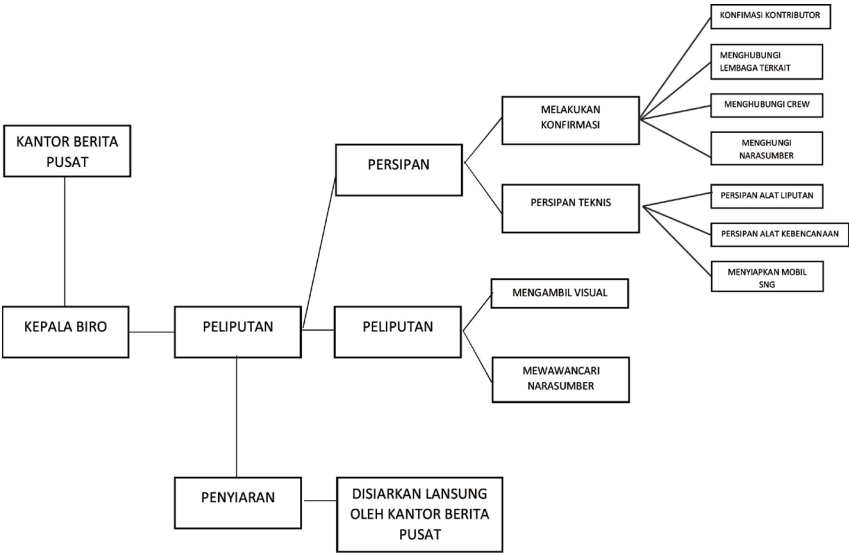 KONFIMASI KONTRIBUTOR
MENGHUBUNGI
LEMBAGA TERKAIT
MELAKUKAN
KONFIRMASI
MENGHUBUNGI CREW
KANTOR BERITA
PUSAT
MENGHUNGI
NARASUMBER
PERSIPAN
PERSIPAN TEKNIS
PERSIPAN ALAT LIPUTAN
PERSIPAN ALAT KEBENCANAAN
MENYIAPKAN MOBIL
SNG
MENGAMBIL VISUAL
KEPALA BIRO
PELIPUTAN
PELIPUTAN
MEWAWANCARI
NARASUMBER
PENYIARAN
DISIARKAN LANSUNG
OLEH KANTOR BERITA
PUSAT